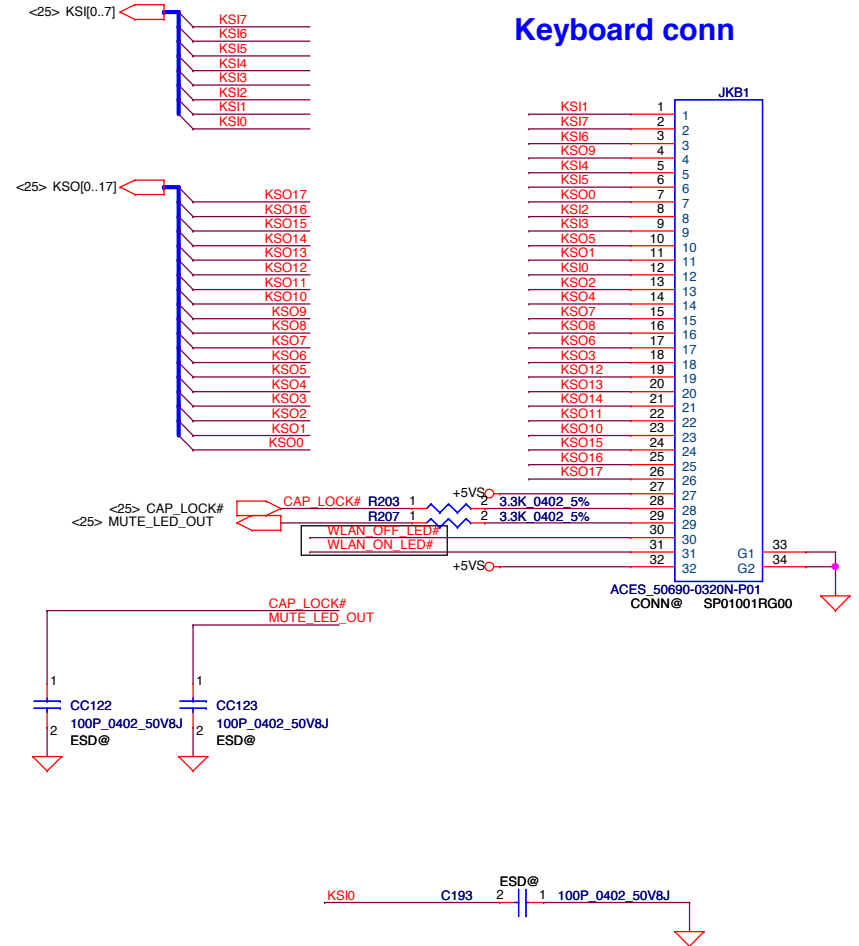 <25> KSI[0..7]
KSI7
KSI6
KSI5
KSI4
KSI3
KSI2
KSI1
KSI0
Keyboard conn
<25> KSO[0..17]
KSO17
KSO16
KSO15
KSO14
KSO13
KSO12
KSO11
KSO10
KSO9
KSO8
KSO7
KSO6
KSO5
KSO4
KSO3
KSO2
KSO1
KSO0
JKB1
KSI1 1 1
KSI7 2 2
KSI6 3 3
KSO9 4 4
KSI4 5 5
KSI5 6 6
KSO0 7 7
KSI2 8 8
KSI3 9 9
KSO5 10 10
KSO1 11 11
KSI0 12 12
KSO2 13 13
KSO4 14 14
KSO7 15 15
KSO8 16 16
KSO6 17 17
KSO3 18 18
KSO12 19 19
KSO13 20 20
KSO14 21 21
KSO11 22 22
KSO10 23 23
KSO15 24 24
KSO16 25 25
KSO17 26 26
+5VS 27 27
<25> CAP_LOCK# CAP_LOCK# R203 1 2 3.3K_0402_5% 28 28
<25> MUTE_LED_OUT R207 1 2 3.3K_0402_5% 29 29
WLAN_OFF_LED# 30 30
WLAN_ON_LED# 31 31 G1 33
+5VS 32 32 G2 34
ACES_50690-0320N-P01
CONN@ SP01001RG00
CAP_LOCK#
MUTE_LED_OUT
1 1
CC122 CC123
2 100P_0402_50V8J 2 100P_0402_50V8J
ESD@ ESD@
ESD@
KSI0 C193 2 1 100P_0402_50V8J